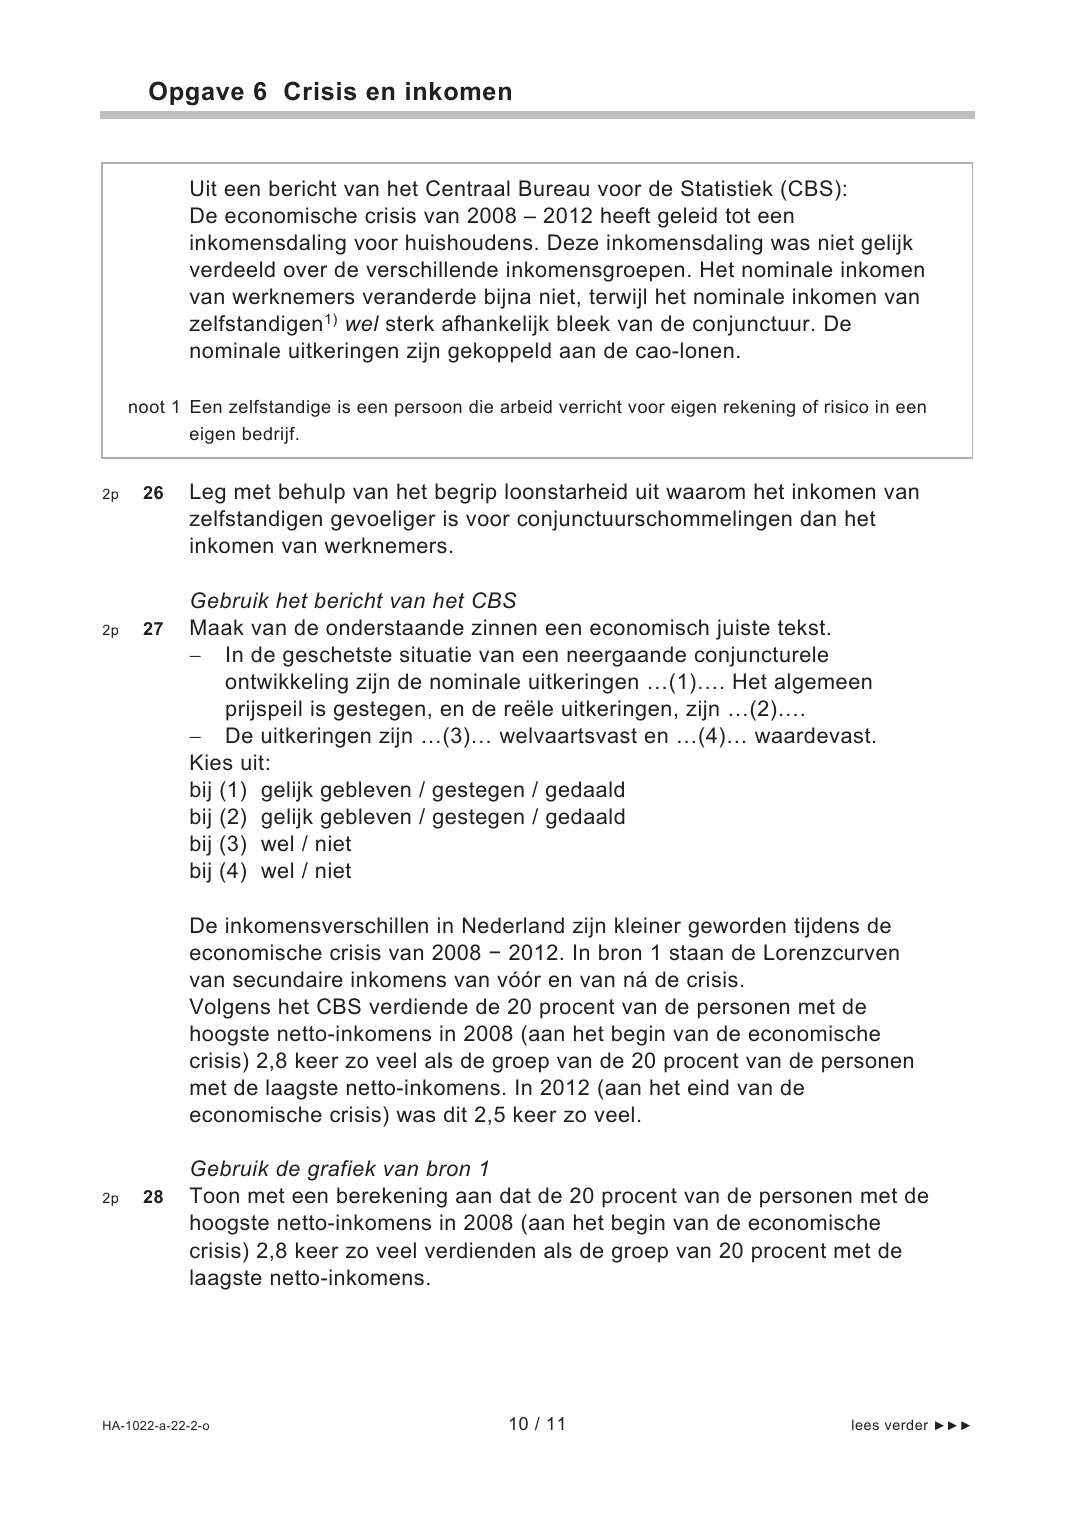 Opgave 6 Crisis en inkomen
Uit een bericht van het Centraal Bureau voor de Statistiek (CBS):
De economische crisis van 2008 – 2012 heeft geleid tot een
inkomensdaling voor huishoudens. Deze inkomensdaling was niet gelijk
verdeeld over de verschillende inkomensgroepen. Het nominale inkomen
van werknemers veranderde bijna niet, terwijl het nominale inkomen van
zelfstandigen1) wel sterk afhankelijk bleek van de conjunctuur. De
nominale uitkeringen zijn gekoppeld aan de cao-lonen.
noot 1 Een zelfstandige is een persoon die arbeid verricht voor eigen rekening of risico in een
eigen bedrijf.
2p 26 Leg met behulp van het begrip loonstarheid uit waarom het inkomen van
zelfstandigen gevoeliger is voor conjunctuurschommelingen dan het
inkomen van werknemers.
Gebruik het bericht van het CBS
2p 27 Maak van de onderstaande zinnen een economisch juiste tekst.
– In de geschetste situatie van een neergaande conjuncturele
ontwikkeling zijn de nominale uitkeringen …(1)…. Het algemeen
prijspeil is gestegen, en de reële uitkeringen, zijn …(2)….
– De uitkeringen zijn …(3)… welvaartsvast en …(4)… waardevast.
Kies uit:
bij (1) gelijk gebleven / gestegen / gedaald
bij (2) gelijk gebleven / gestegen / gedaald
bij (3) wel / niet
bij (4) wel / niet
De inkomensverschillen in Nederland zijn kleiner geworden tijdens de
economische crisis van 2008 − 2012. In bron 1 staan de Lorenzcurven
van secundaire inkomens van vóór en van ná de crisis.
Volgens het CBS verdiende de 20 procent van de personen met de
hoogste netto-inkomens in 2008 (aan het begin van de economische
crisis) 2,8 keer zo veel als de groep van de 20 procent van de personen
met de laagste netto-inkomens. In 2012 (aan het eind van de
economische crisis) was dit 2,5 keer zo veel.
Gebruik de grafiek van bron 1
2p 28 Toon met een berekening aan dat de 20 procent van de personen met de
hoogste netto-inkomens in 2008 (aan het begin van de economische
crisis) 2,8 keer zo veel verdienden als de groep van 20 procent met de
laagste netto-inkomens.
HA-1022-a-22-2-o 10 / 11 lees verder ►►►